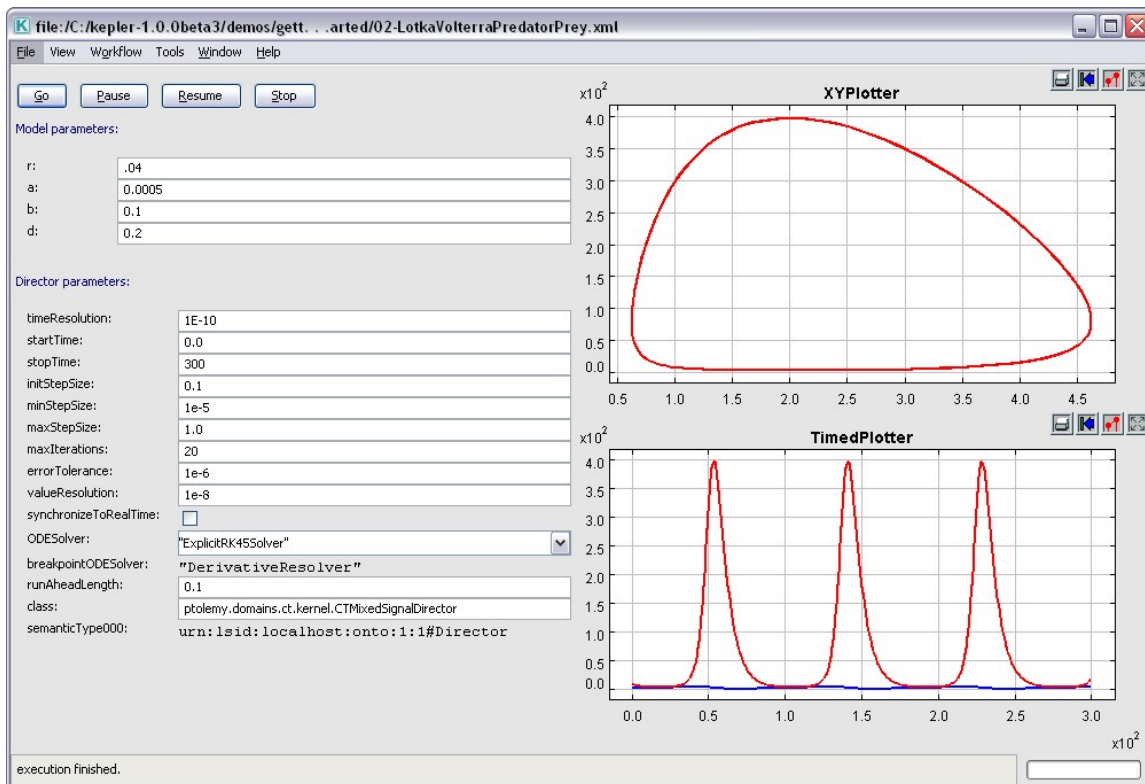 file:/C:/kepler-1.0.0beta3/demos/gett. . .arted/02-LotkaVolterraPredatorPrey.xml
File View Workflow Tools Window Help
Go Pause Resume Stop
Model parameters:
r: .04
a: 0.0005
b: 0.1
d: 0.2
Director parameters:
timeResolution: 1E-10
startTime: 0.0
stopTime: 300
initStepSize: 0.1
minStepSize: 1e-5
maxStepSize: 1.0
maxIterations: 20
errorTolerance: 1e-6
valueResolution: 1e-8
synchronizeToRealTime:
ODESolver: "ExplicitRK45Solver"
breakpointODESolver: "DerivativeResolver"
runAheadLength: 0.1
class: ptolemy.domains.ct.kernel.CTMixedSignalDirector
semanticType000: urn:lsid:localhost:onto:1:1#Director
XYPlotter
x10²
4.0
3.5
3.0
2.5
2.0
1.5
1.0
0.5
0.0
0.5 1.0 1.5 2.0 2.5 3.0 3.5 4.0 4.5
TimedPlotter
x10²
4.0
3.5
3.0
2.5
2.0
1.5
1.0
0.5
0.0
0.0 0.5 1.0 1.5 2.0 2.5 3.0
x10²
execution finished.